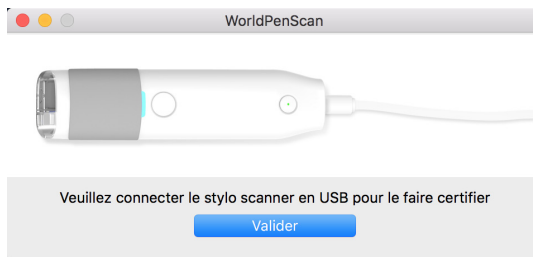 WorldPenScan
Veuillez connecter le stylo scanner en USB pour le faire certifier
Valider